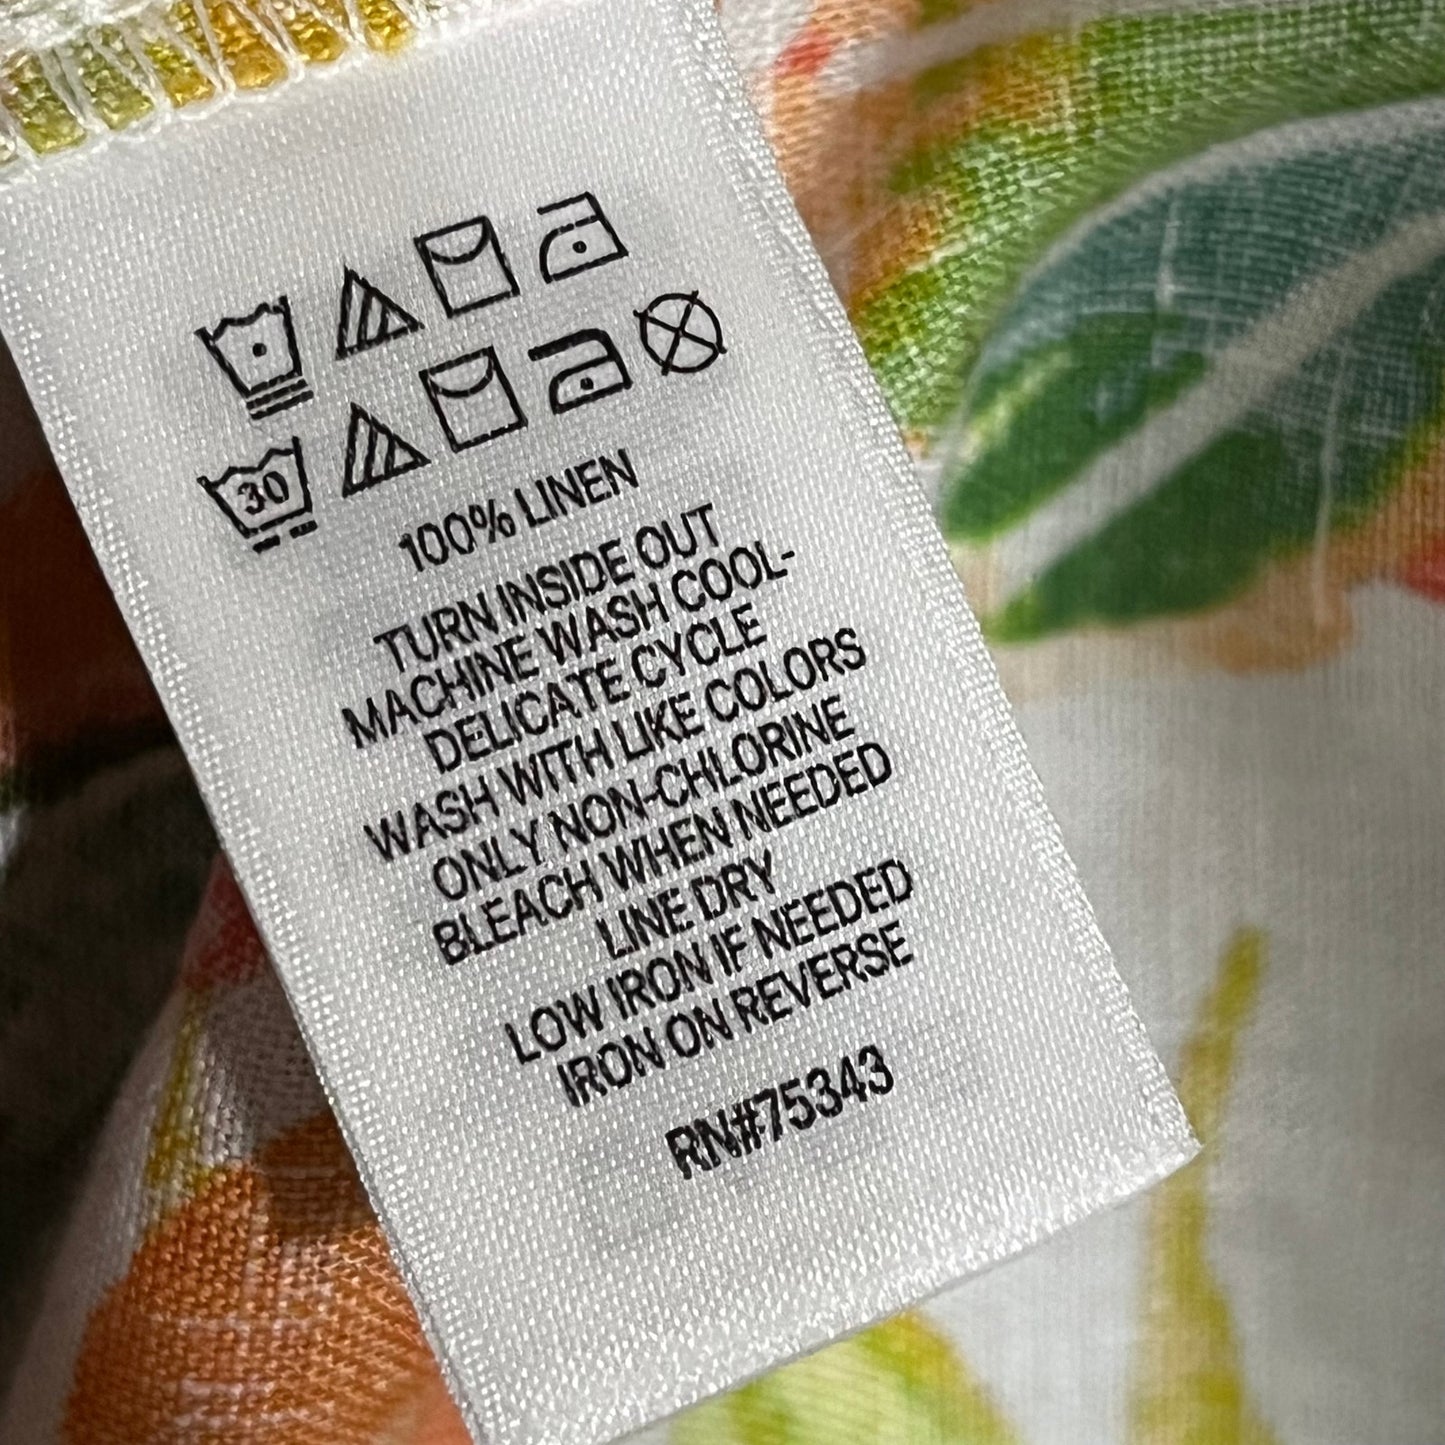 30
100% LINEN
TURN INSIDE OUT
MACHINE WASH COOL-
DELICATE CYCLE
WASH WITH LIKE COLORS
ONLY NON-CHLORINE
BLEACH WHEN NEEDED
LINE DRY
LOW IRON IF NEEDED
IRON ON REVERSE
RN#75343